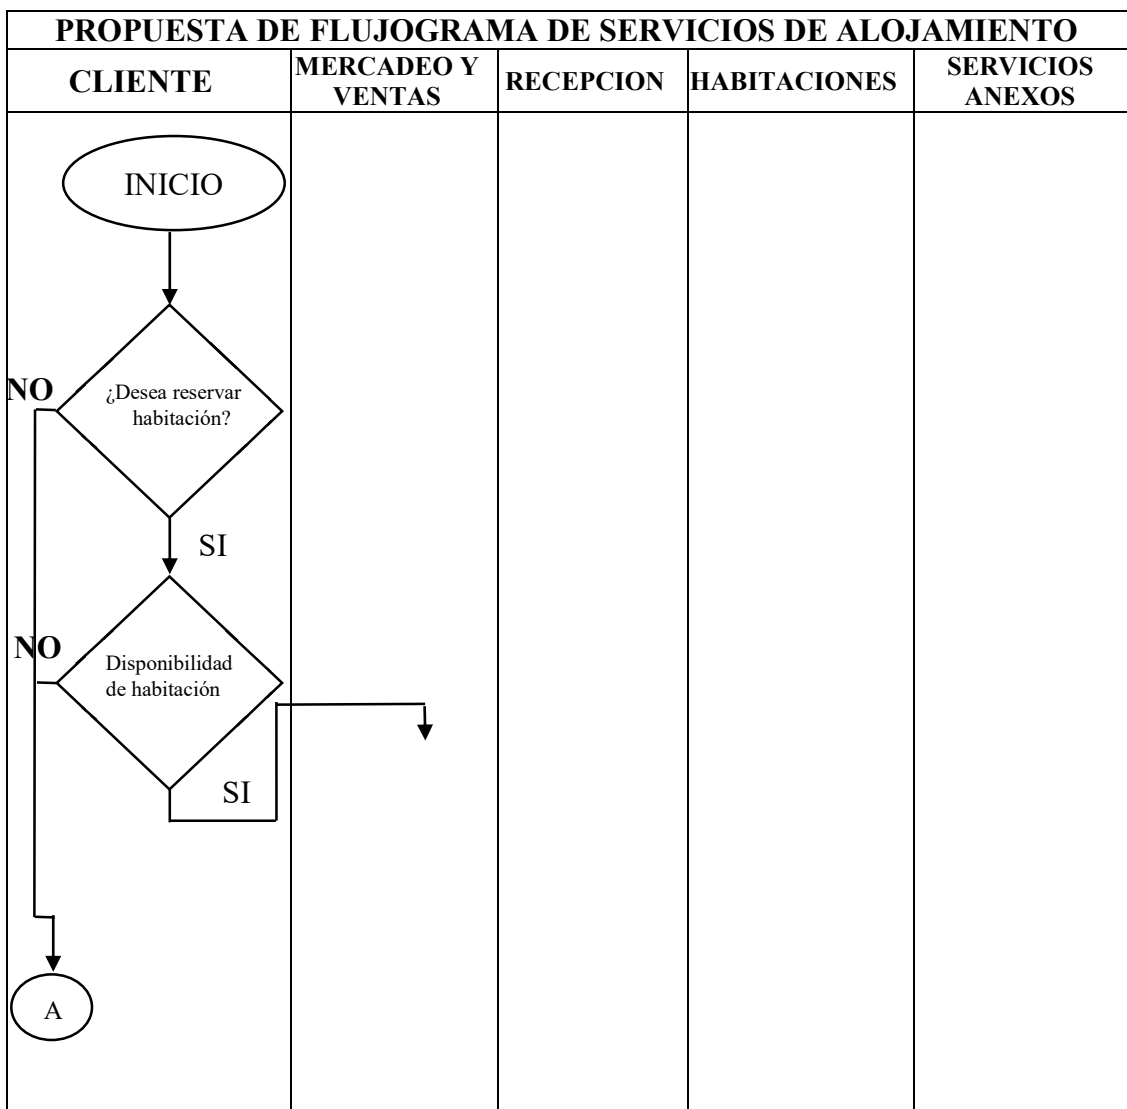 PROPUESTA DE FLUJOGRAMA DE SERVICIOS DE ALOJAMIENTO
CLIENTE
MERCADEO Y
VENTAS
RECEPCION
HABITACIONES
SERVICIOS
ANEXOS
INICIO
NO
¿Desea reservar
habitación?
SI
NO
Disponibilidad
de habitación
SI
A